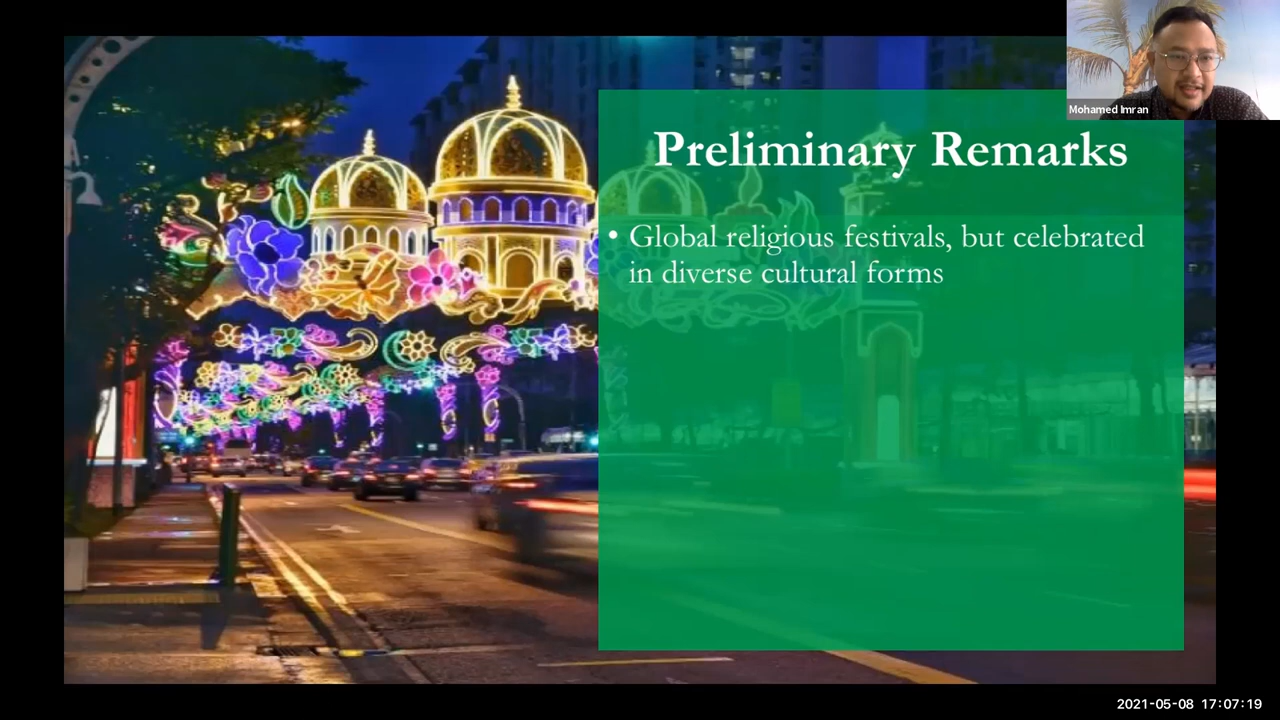 Mohamed Imran
Preliminary Remarks
• Global religious festivals, but celebrated
in diverse cultural forms
2021-05-08 17:07:19